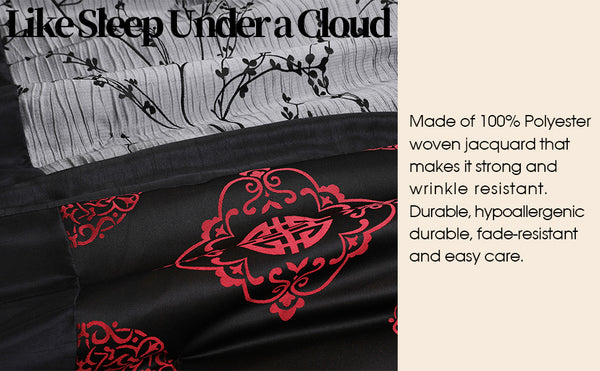 Like Sleep Under a Cloud
Made of 100% Polyester
woven jacquard that
makes it strong and
wrinkle resistant.
Durable, hypoallergenic
durable, fade-resistant
and easy care.